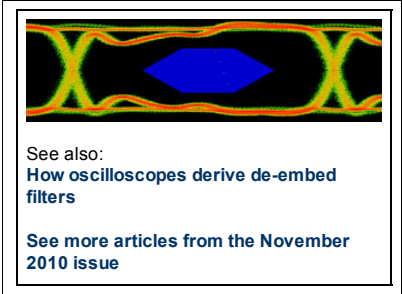 See also:
How oscilloscopes derive de-embed
filters
See more articles from the November
2010 issue